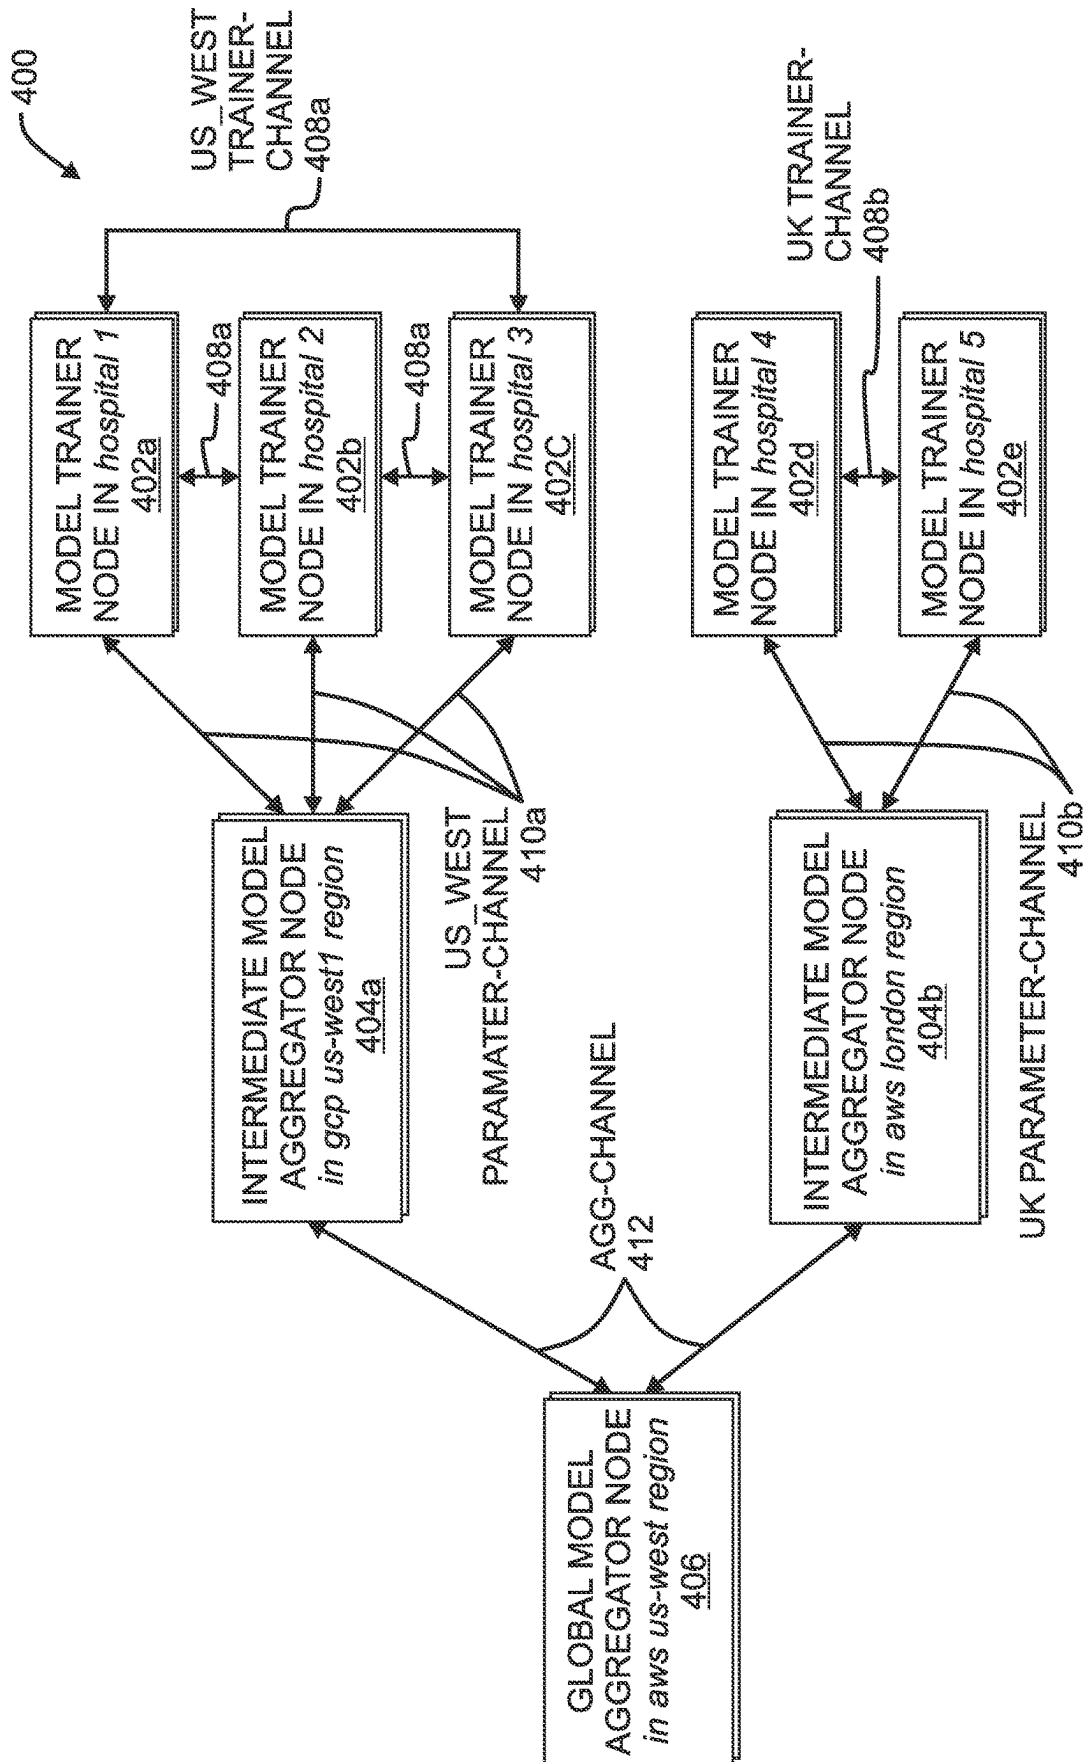 400
MODEL TRAINER
NODE IN hospital 1
402a
US_WEST
TRAINER-
CHANNEL
408a
408a
MODEL TRAINER
NODE IN hospital 2
402b
408a
MODEL TRAINER
NODE IN hospital 3
402C
INTERMEDIATE MODEL
AGGREGATOR NODE
in gcp us-west1 region
404a
US_WEST
PARAMATER-CHANNEL
410a
AGG-CHANNEL
412
GLOBAL MODEL
AGGREGATOR NODE
in aws us-west region
406
MODEL TRAINER
NODE IN hospital 4
402d
UK TRAINER-
CHANNEL
408b
MODEL TRAINER
NODE IN hospital 5
402e
INTERMEDIATE MODEL
AGGREGATOR NODE
in aws london region
404b
UK PARAMETER-CHANNEL
410b